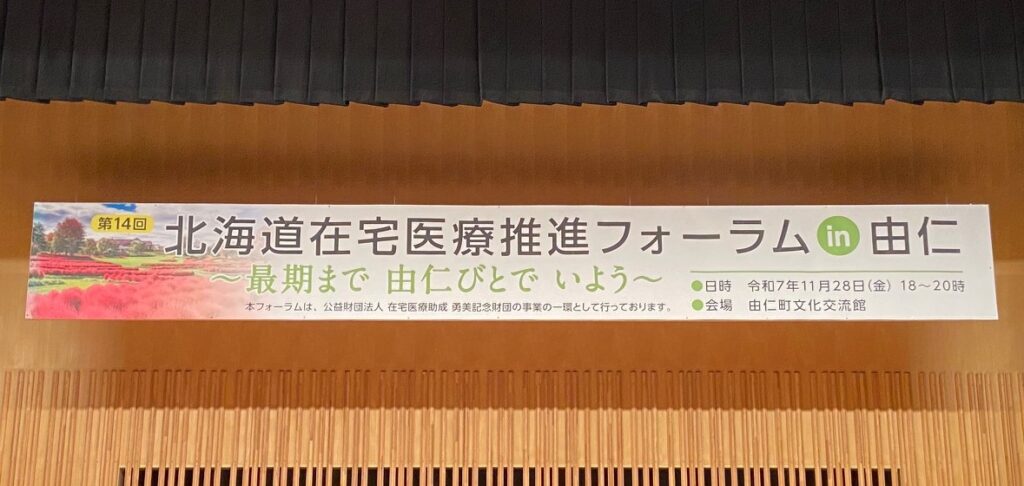 第14回 北海道在宅医療推進フォーラム in 由仁
～最期まで 由仁びとで いよう～
本フォーラムは、公益財団法人 在宅医療助成 勇美記念財団の事業の一環として行っております。
●日時 令和7年11月28日(金) 18～20時
●会場 由仁町文化交流館